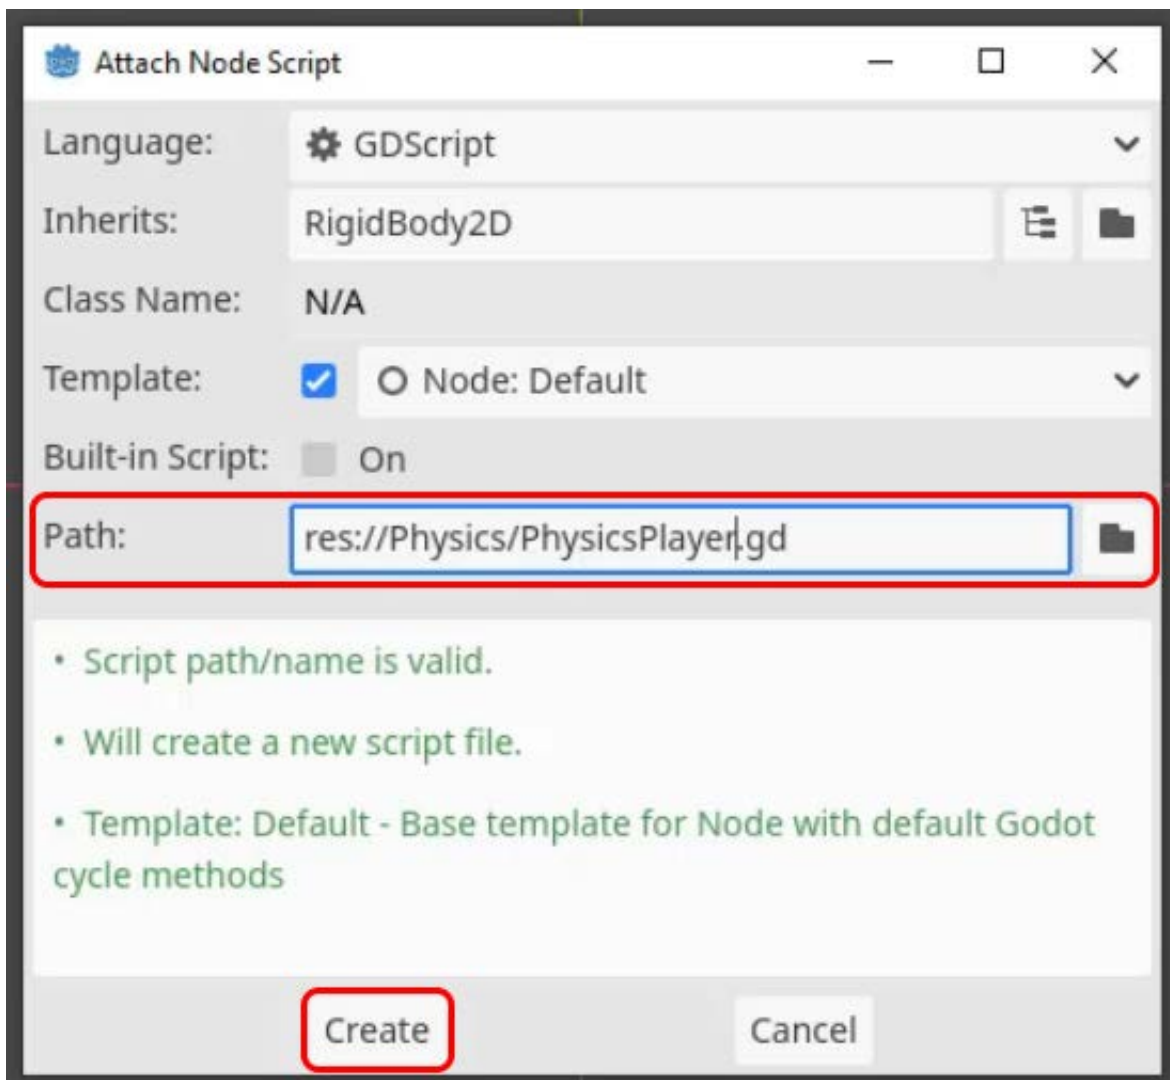 Attach Node Script
Language: GDScript
Inherits: RigidBody2D
Class Name: N/A
Template: Node: Default
Built-in Script: On
Path: res://Physics/PhysicsPlayer.gd
• Script path/name is valid.
• Will create a new script file.
• Template: Default - Base template for Node with default Godot
cycle methods
Create Cancel